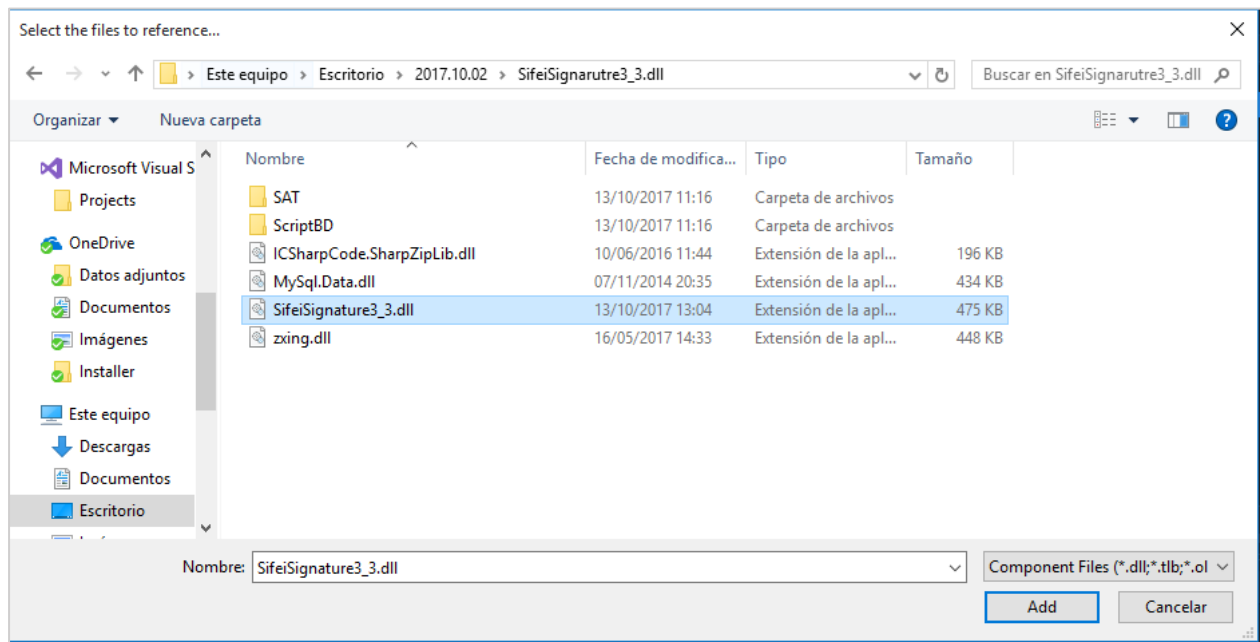 Select the files to reference...
Este equipo > Escritorio > 2017.10.02 > SifeiSignarutre3_3.dll
Buscar en SifeiSignarutre3_3.dll
Organizar
Nueva carpeta
Nombre
Fecha de modifica...
Tipo
Tamaño
Microsoft Visual S
Projects
OneDrive
Datos adjuntos
Documentos
Imágenes
Installer
Este equipo
Descargas
Documentos
Escritorio
SAT 13/10/2017 11:16 Carpeta de archivos
ScriptBD 13/10/2017 11:16 Carpeta de archivos
ICSharpCode.SharpZipLib.dll 10/06/2016 11:44 Extensión de la apl... 196 KB
MySql.Data.dll 07/11/2014 20:35 Extensión de la apl... 434 KB
SifeiSignature3_3.dll 13/10/2017 13:04 Extensión de la apl... 475 KB
zxing.dll 16/05/2017 14:33 Extensión de la apl... 448 KB
Nombre: SifeiSignature3_3.dll
Component Files (*.dll;*.tlb;*.ol
Add
Cancelar